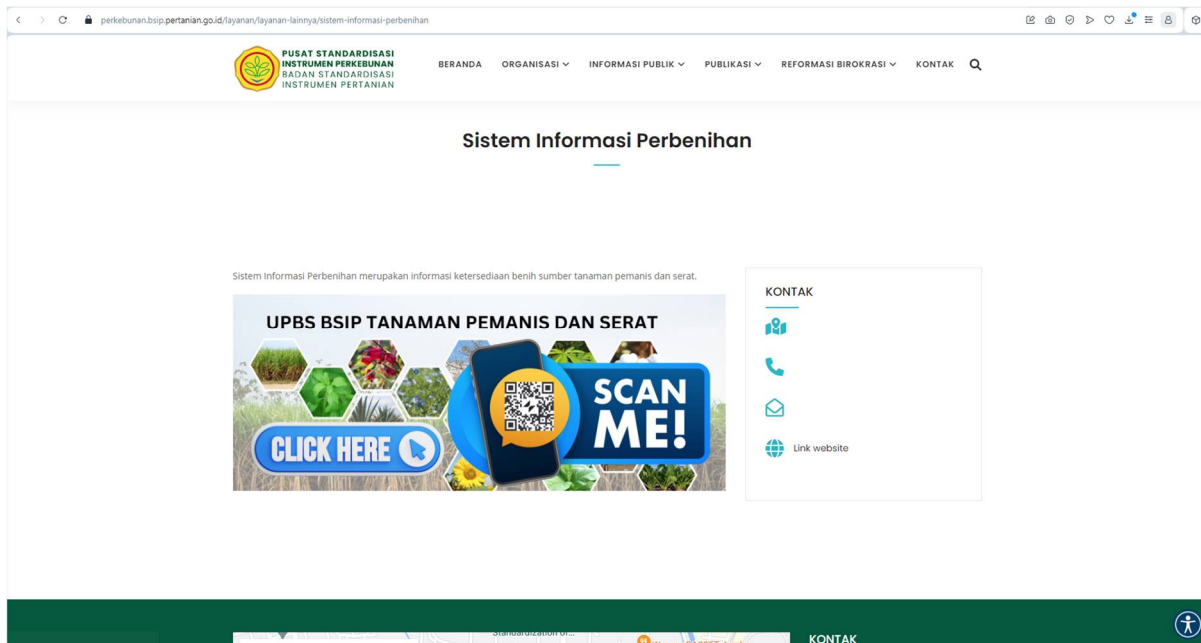 perkebunan.bsip.pertanian.go.id/layanan/layanan-lainnya/sistem-informasi-perbenihan
PUSAT STANDARDISASI
INSTRUMEN PERKEBUNAN
BADAN STANDARDISASI
INSTRUMEN PERTANIAN
BERANDA ORGANISASI INFORMASI PUBLIK PUBLIKASI REFORMASI BIROKRASI KONTAK
Sistem Informasi Perbenihan
Sistem Informasi Perbenihan merupakan informasi ketersediaan benih sumber tanaman pemanis dan serat.
UPBS BSIP TANAMAN PEMANIS DAN SERAT
CLICK HERE
SCAN
ME!
KONTAK
Link website
Standardization of...
KONTAK